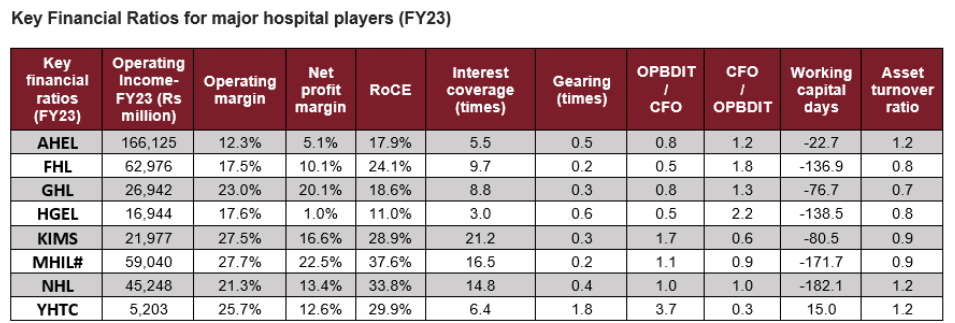 Key Financial Ratios for major hospital players (FY23)
Key financial ratios (FY23) | Operating Income-FY23 (Rs million) | Operating margin | Net profit margin | RoCE | Interest coverage (times) | Gearing (times) | OPBDIT / CFO | CFO / OPBDIT | Working capital days | Asset turnover ratio
AHEL | 166,125 | 12.3% | 5.1% | 17.9% | 5.5 | 0.5 | 0.8 | 1.2 | -22.7 | 1.2
FHL | 62,976 | 17.5% | 10.1% | 24.1% | 9.7 | 0.2 | 0.5 | 1.8 | -136.9 | 0.8
GHL | 26,942 | 23.0% | 20.1% | 18.6% | 8.8 | 0.3 | 0.8 | 1.3 | -76.7 | 0.7
HGEL | 16,944 | 17.6% | 1.0% | 11.0% | 3.0 | 0.6 | 0.5 | 2.2 | -138.5 | 0.8
KIMS | 21,977 | 27.5% | 16.6% | 28.9% | 21.2 | 0.3 | 1.7 | 0.6 | -80.5 | 0.9
MHIL# | 59,040 | 27.7% | 22.5% | 37.6% | 16.5 | 0.2 | 1.1 | 0.9 | -171.7 | 0.9
NHL | 45,248 | 21.3% | 13.4% | 33.8% | 14.8 | 0.4 | 1.0 | 1.0 | -182.1 | 1.2
YHTC | 5,203 | 25.7% | 12.6% | 29.9% | 6.4 | 1.8 | 3.7 | 0.3 | 15.0 | 1.2